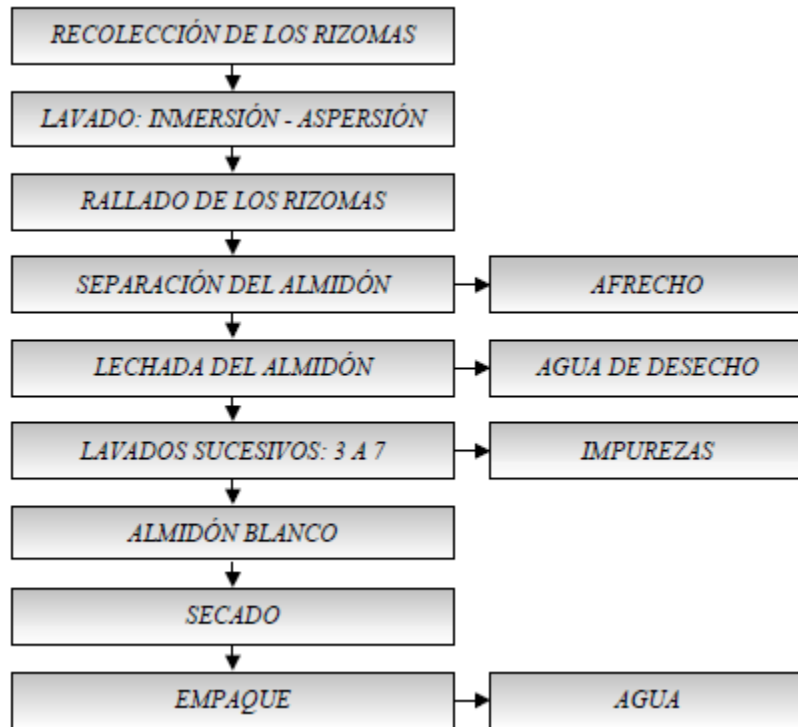 RECOLECCIÓN DE LOS RIZOMAS
LAVADO: INMERSIÓN - ASPERSIÓN
RALLADO DE LOS RIZOMAS
SEPARACIÓN DEL ALMIDÓN
AFRECHO
LECHADA DEL ALMIDÓN
AGUA DE DESECHO
LAVADOS SUCESIVOS: 3 A 7
IMPUREZAS
ALMIDÓN BLANCO
SECADO
EMPAQUE
AGUA